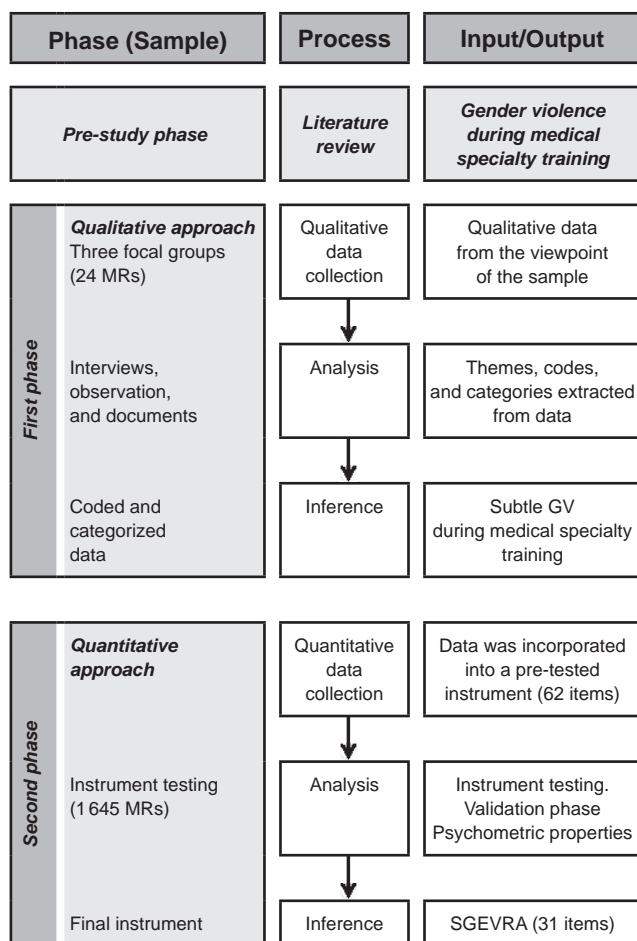 Phase (Sample)
Process
Input/Output
Pre-study phase
Literature
review
Gender violence
during medical
specialty training
First phase
Qualitative approach
Three focal groups
(24 MRs)
Qualitative
data
collection
Qualitative data
from the viewpoint
of the sample
Interviews,
observation,
and documents
Analysis
Themes, codes,
and categories extracted
from data
Coded and
categorized
data
Inference
Subtle GV
during medical specialty
training
Second phase
Quantitative
approach
Quantitative
data
collection
Data was incorporated
into a pre-tested
instrument (62 items)
Instrument testing
(1 645 MRs)
Analysis
Instrument testing.
Validation phase
Psychometric properties
Final instrument
Inference
SGEVRA (31 items)